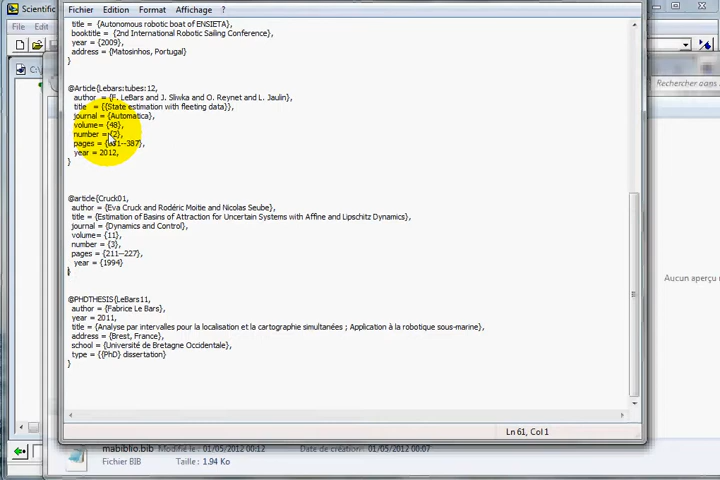 Scientific
File Edit
Fichier Edition Format Affichage ?
title = {Autonomous robotic boat of ENSIETA},
booktitle = {2nd International Robotic Sailing Conference},
year = {2009},
address = {Matosinhos, Portugal}
}
@Article{Lebars:tubes:12,
author = {F. LeBars and J. Sliwka and O. Reynet and L. Jaulin},
title = {{State estimation with fleeting data}},
journal = {Automatica},
volume= {48},
number = {2},
pages = {381--387},
year = 2012,
}
@article{Cruck01,
author = {Eva Cruck and Rodéric Moitie and Nicolas Seube},
title = {Estimation of Basins of Attraction for Uncertain Systems with Affine and Lipschitz Dynamics},
journal = {Dynamics and Control},
volume= {11},
number = {3},
pages = {211--227},
year = {1994}
}
@PHDTHESIS{LeBars11,
author = {Fabrice Le Bars},
year = 2011,
title = {Analyse par intervalles pour la localisation et la cartographie simultanées ; Application à la robotique sous-marine},
address = {Brest, France},
school = {Université de Bretagne Occidentale},
type = {{PhD} dissertation}
}
Ln 61, Col 1
Rechercher
Aucun aperçu
mabiblio.bib Modifié le : 01/05/2012 00:07 Date de création: 01/05/2012 00:07
Fichier BIB Taille : 1.94 Ko